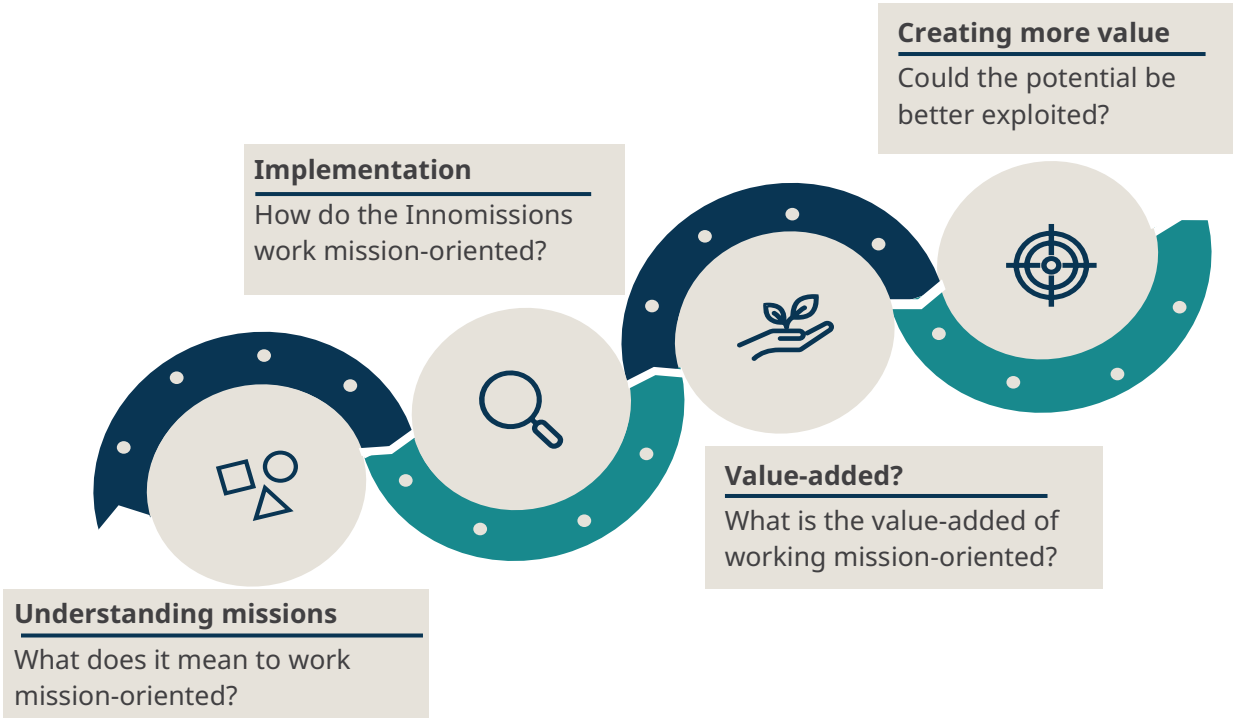 Creating more value
Could the potential be
better exploited?
Implementation
How do the Innomissions
work mission-oriented?
Value-added?
What is the value-added of
working mission-oriented?
Understanding missions
What does it mean to work
mission-oriented?